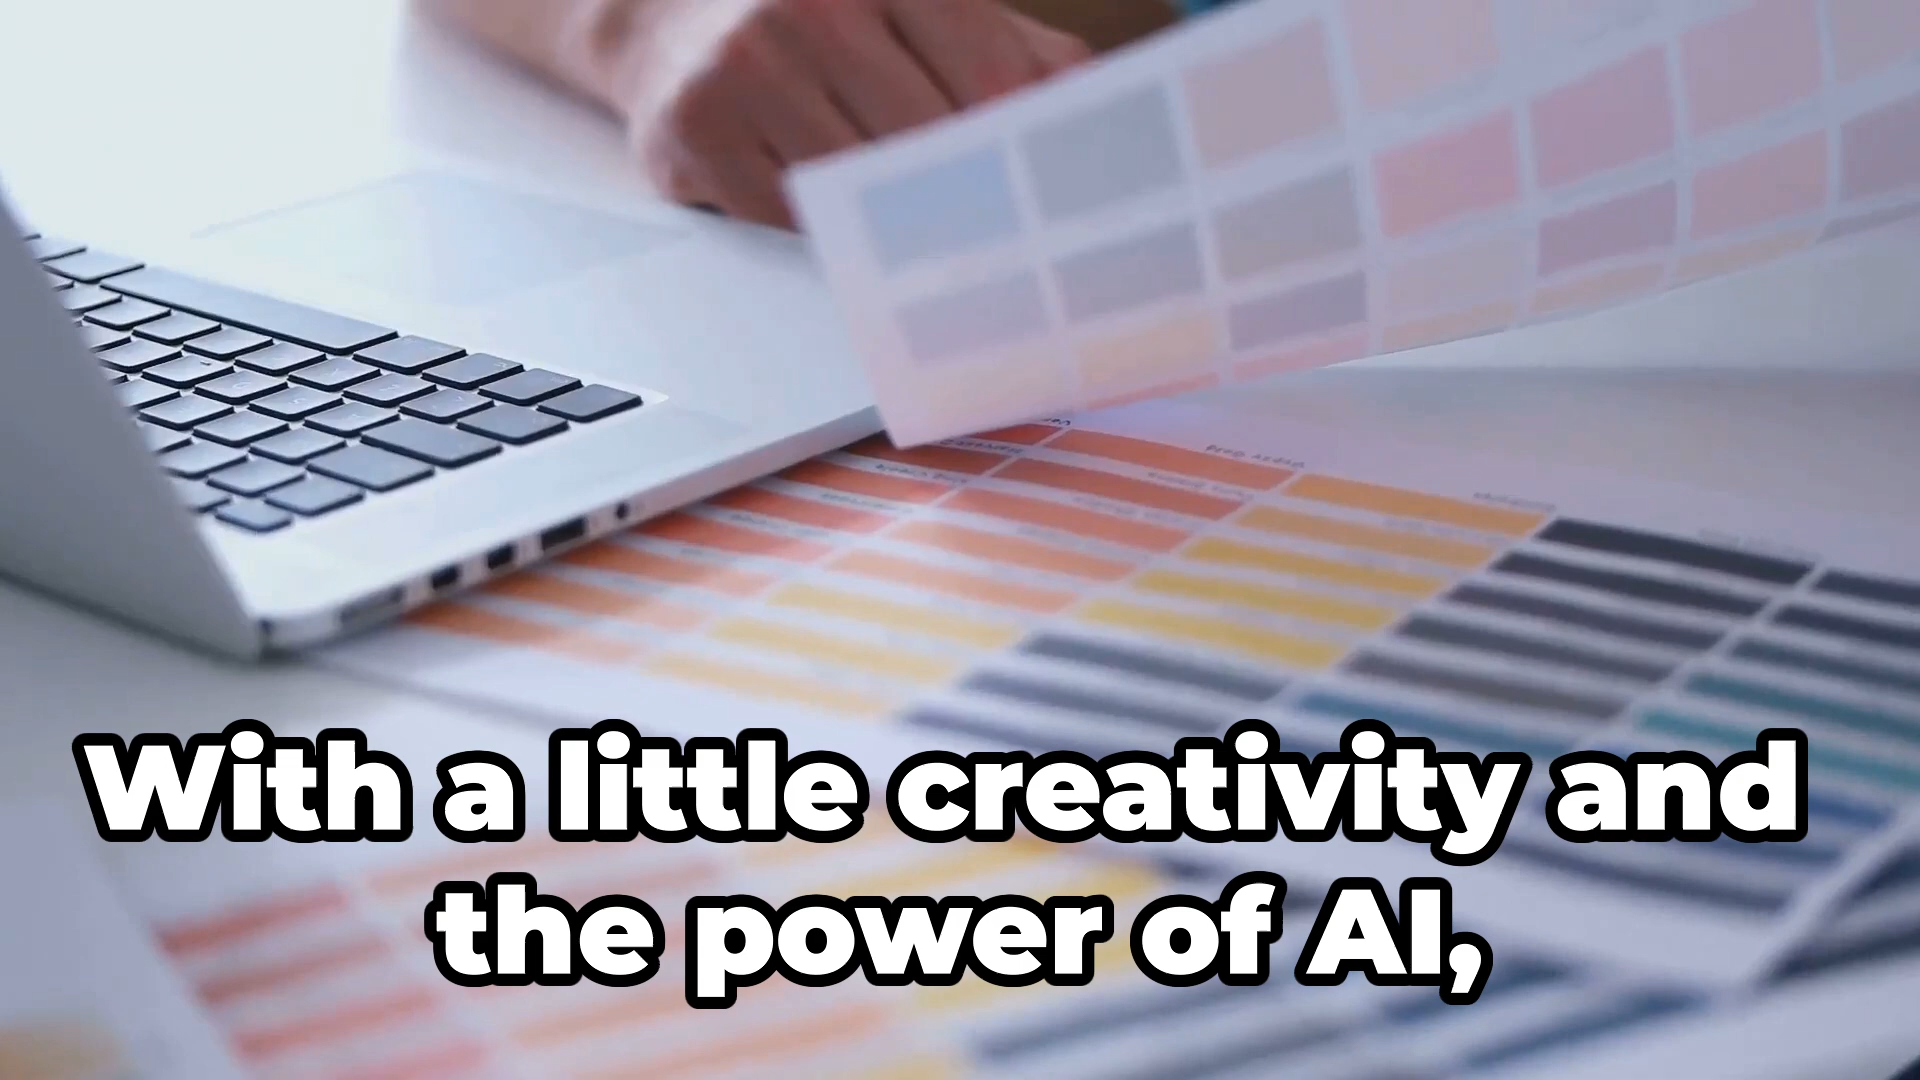 With a little creativity and
the power of AI,